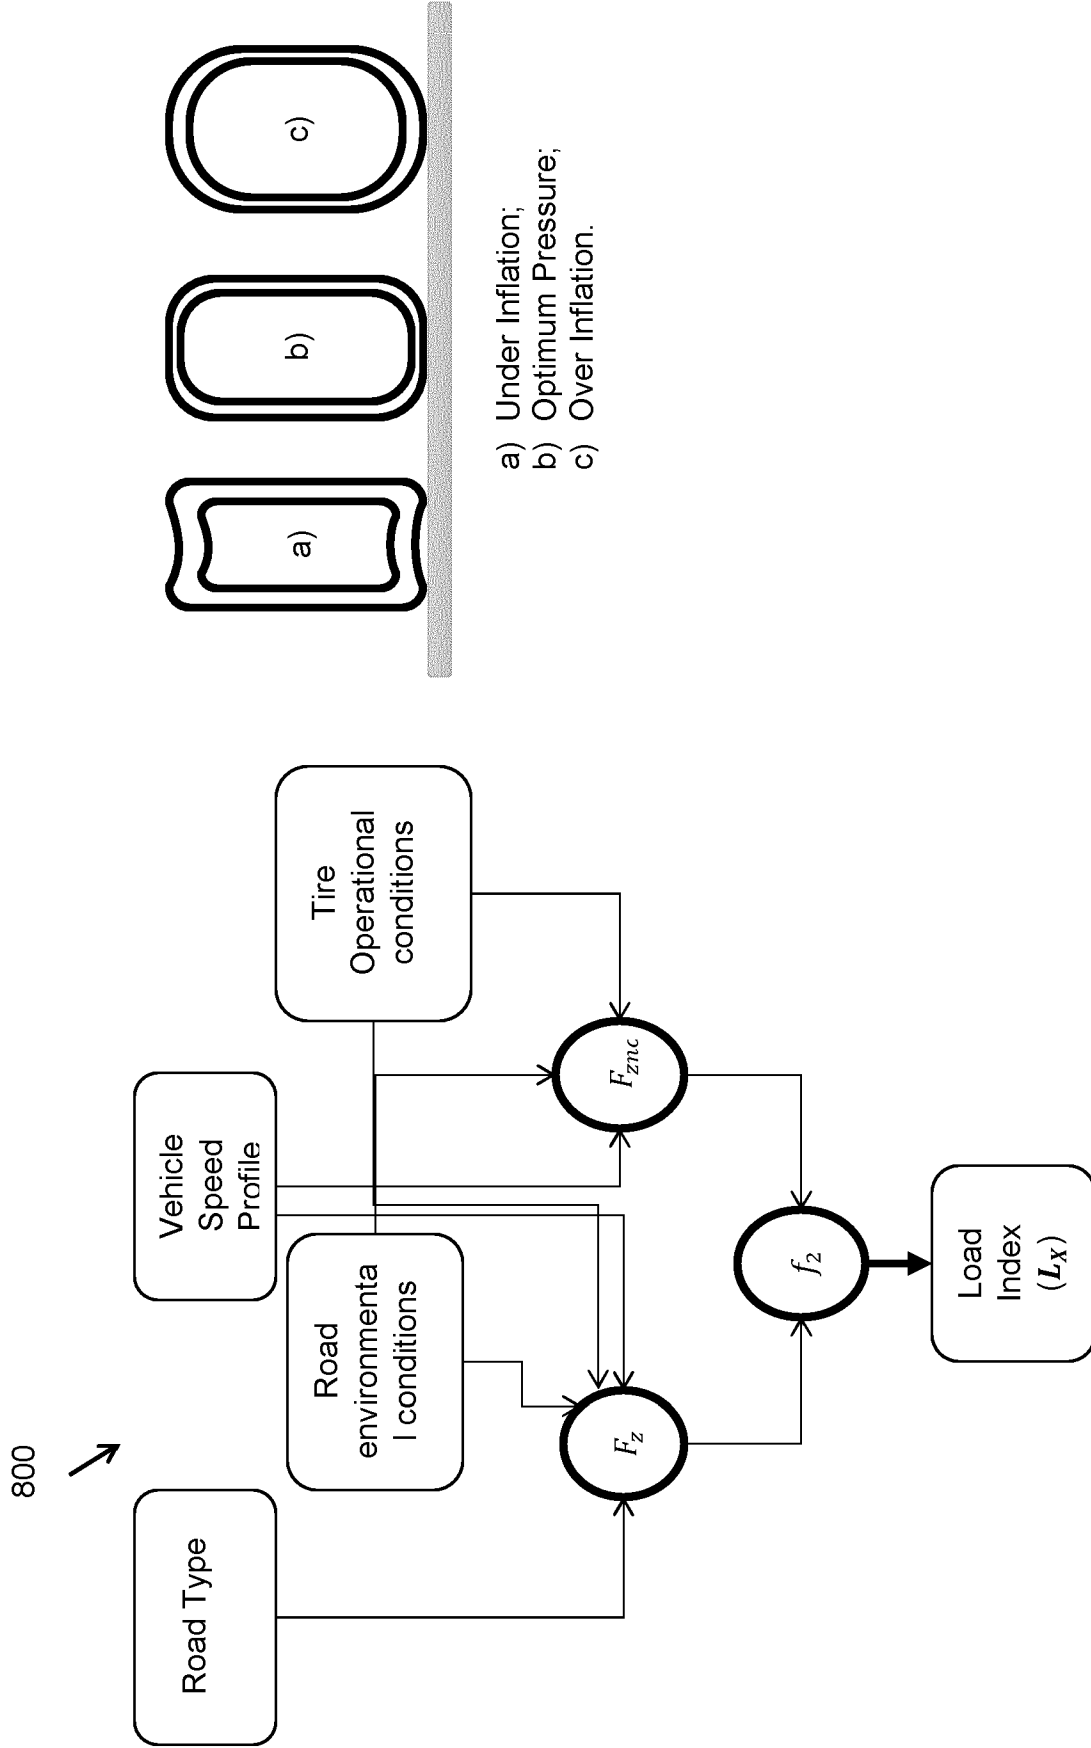 800
Road Type
Vehicle
Speed
Profile
Road
environmenta
l conditions
Tire
Operational
conditions
F_z
F_znc
f_2
Load
Index
(L_X)
a)
b)
c)
a) Under Inflation;
b) Optimum Pressure;
c) Over Inflation.